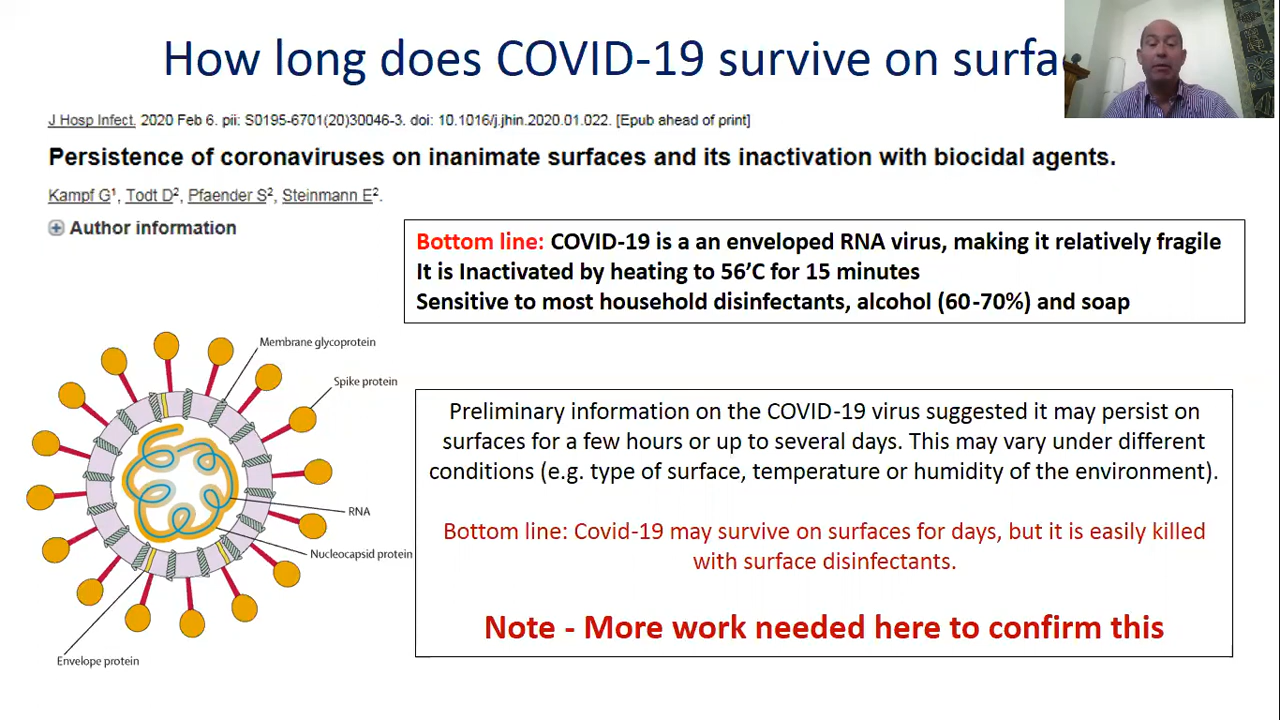 How long does COVID-19 survive on surfa
J Hosp Infect. 2020 Feb 6. pii: S0195-6701(20)30046-3. doi: 10.1016/j.jhin.2020.01.022. [Epub ahead of print]
Persistence of coronaviruses on inanimate surfaces and its inactivation with biocidal agents.
Kampf G1, Todt D2, Pfaender S2, Steinmann E2.
Author information
Bottom line: COVID-19 is a an enveloped RNA virus, making it relatively fragile
It is Inactivated by heating to 56’C for 15 minutes
Sensitive to most household disinfectants, alcohol (60-70%) and soap
Membrane glycoprotein
Spike protein
RNA
Nucleocapsid protein
Envelope protein
Preliminary information on the COVID-19 virus suggested it may persist on
surfaces for a few hours or up to several days. This may vary under different
conditions (e.g. type of surface, temperature or humidity of the environment).
Bottom line: Covid-19 may survive on surfaces for days, but it is easily killed
with surface disinfectants.
Note - More work needed here to confirm this